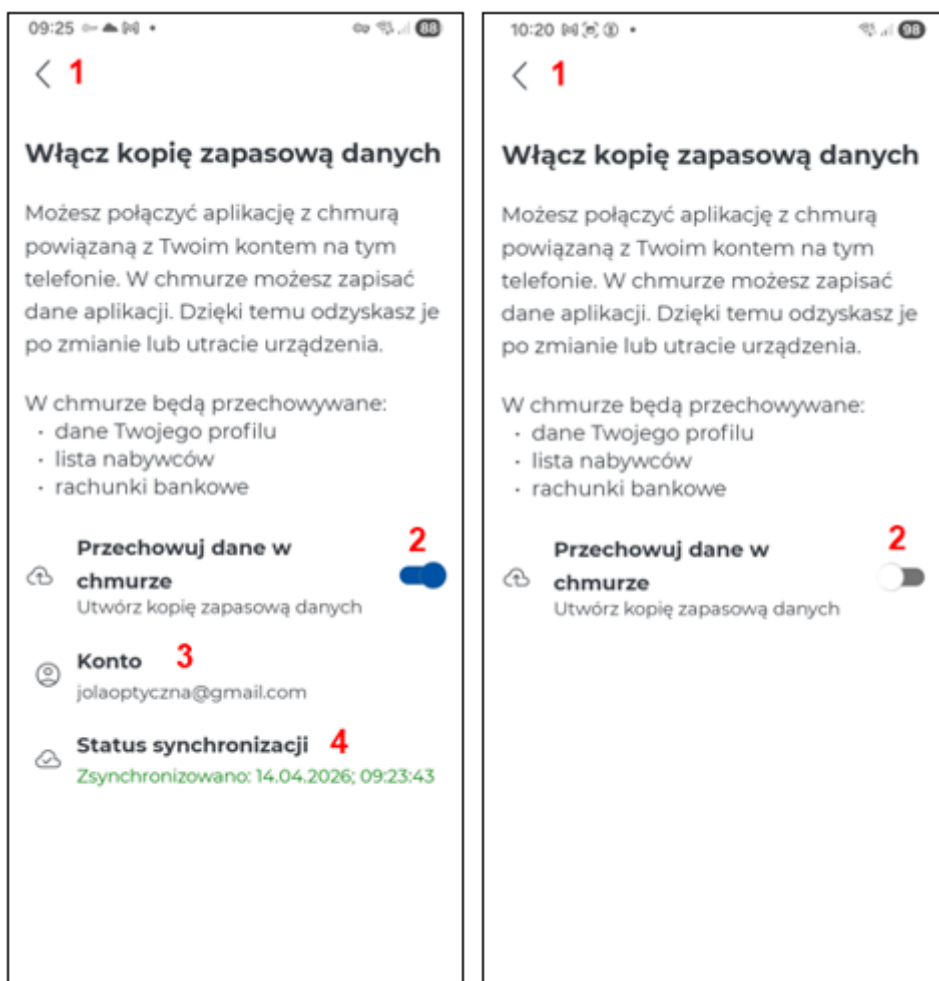 09:25
88
1
Włącz kopię zapasową danych
Możesz połączyć aplikację z chmurą
powiązaną z Twoim kontem na tym
telefonie. W chmurze możesz zapisać
dane aplikacji. Dzięki temu odzyskasz je
po zmianie lub utracie urządzenia.
W chmurze będą przechowywane:
• dane Twojego profilu
• lista nabywców
• rachunki bankowe
Przechowuj dane w
chmurze
2
Utwórz kopię zapasową danych
Konto 3
jolaoptyczna@gmail.com
Status synchronizacji 4
Zsynchronizowano: 14.04.2026; 09:23:43
10:20
98
1
Włącz kopię zapasową danych
Możesz połączyć aplikację z chmurą
powiązaną z Twoim kontem na tym
telefonie. W chmurze możesz zapisać
dane aplikacji. Dzięki temu odzyskasz je
po zmianie lub utracie urządzenia.
W chmurze będą przechowywane:
• dane Twojego profilu
• lista nabywców
• rachunki bankowe
Przechowuj dane w
chmurze
2
Utwórz kopię zapasową danych